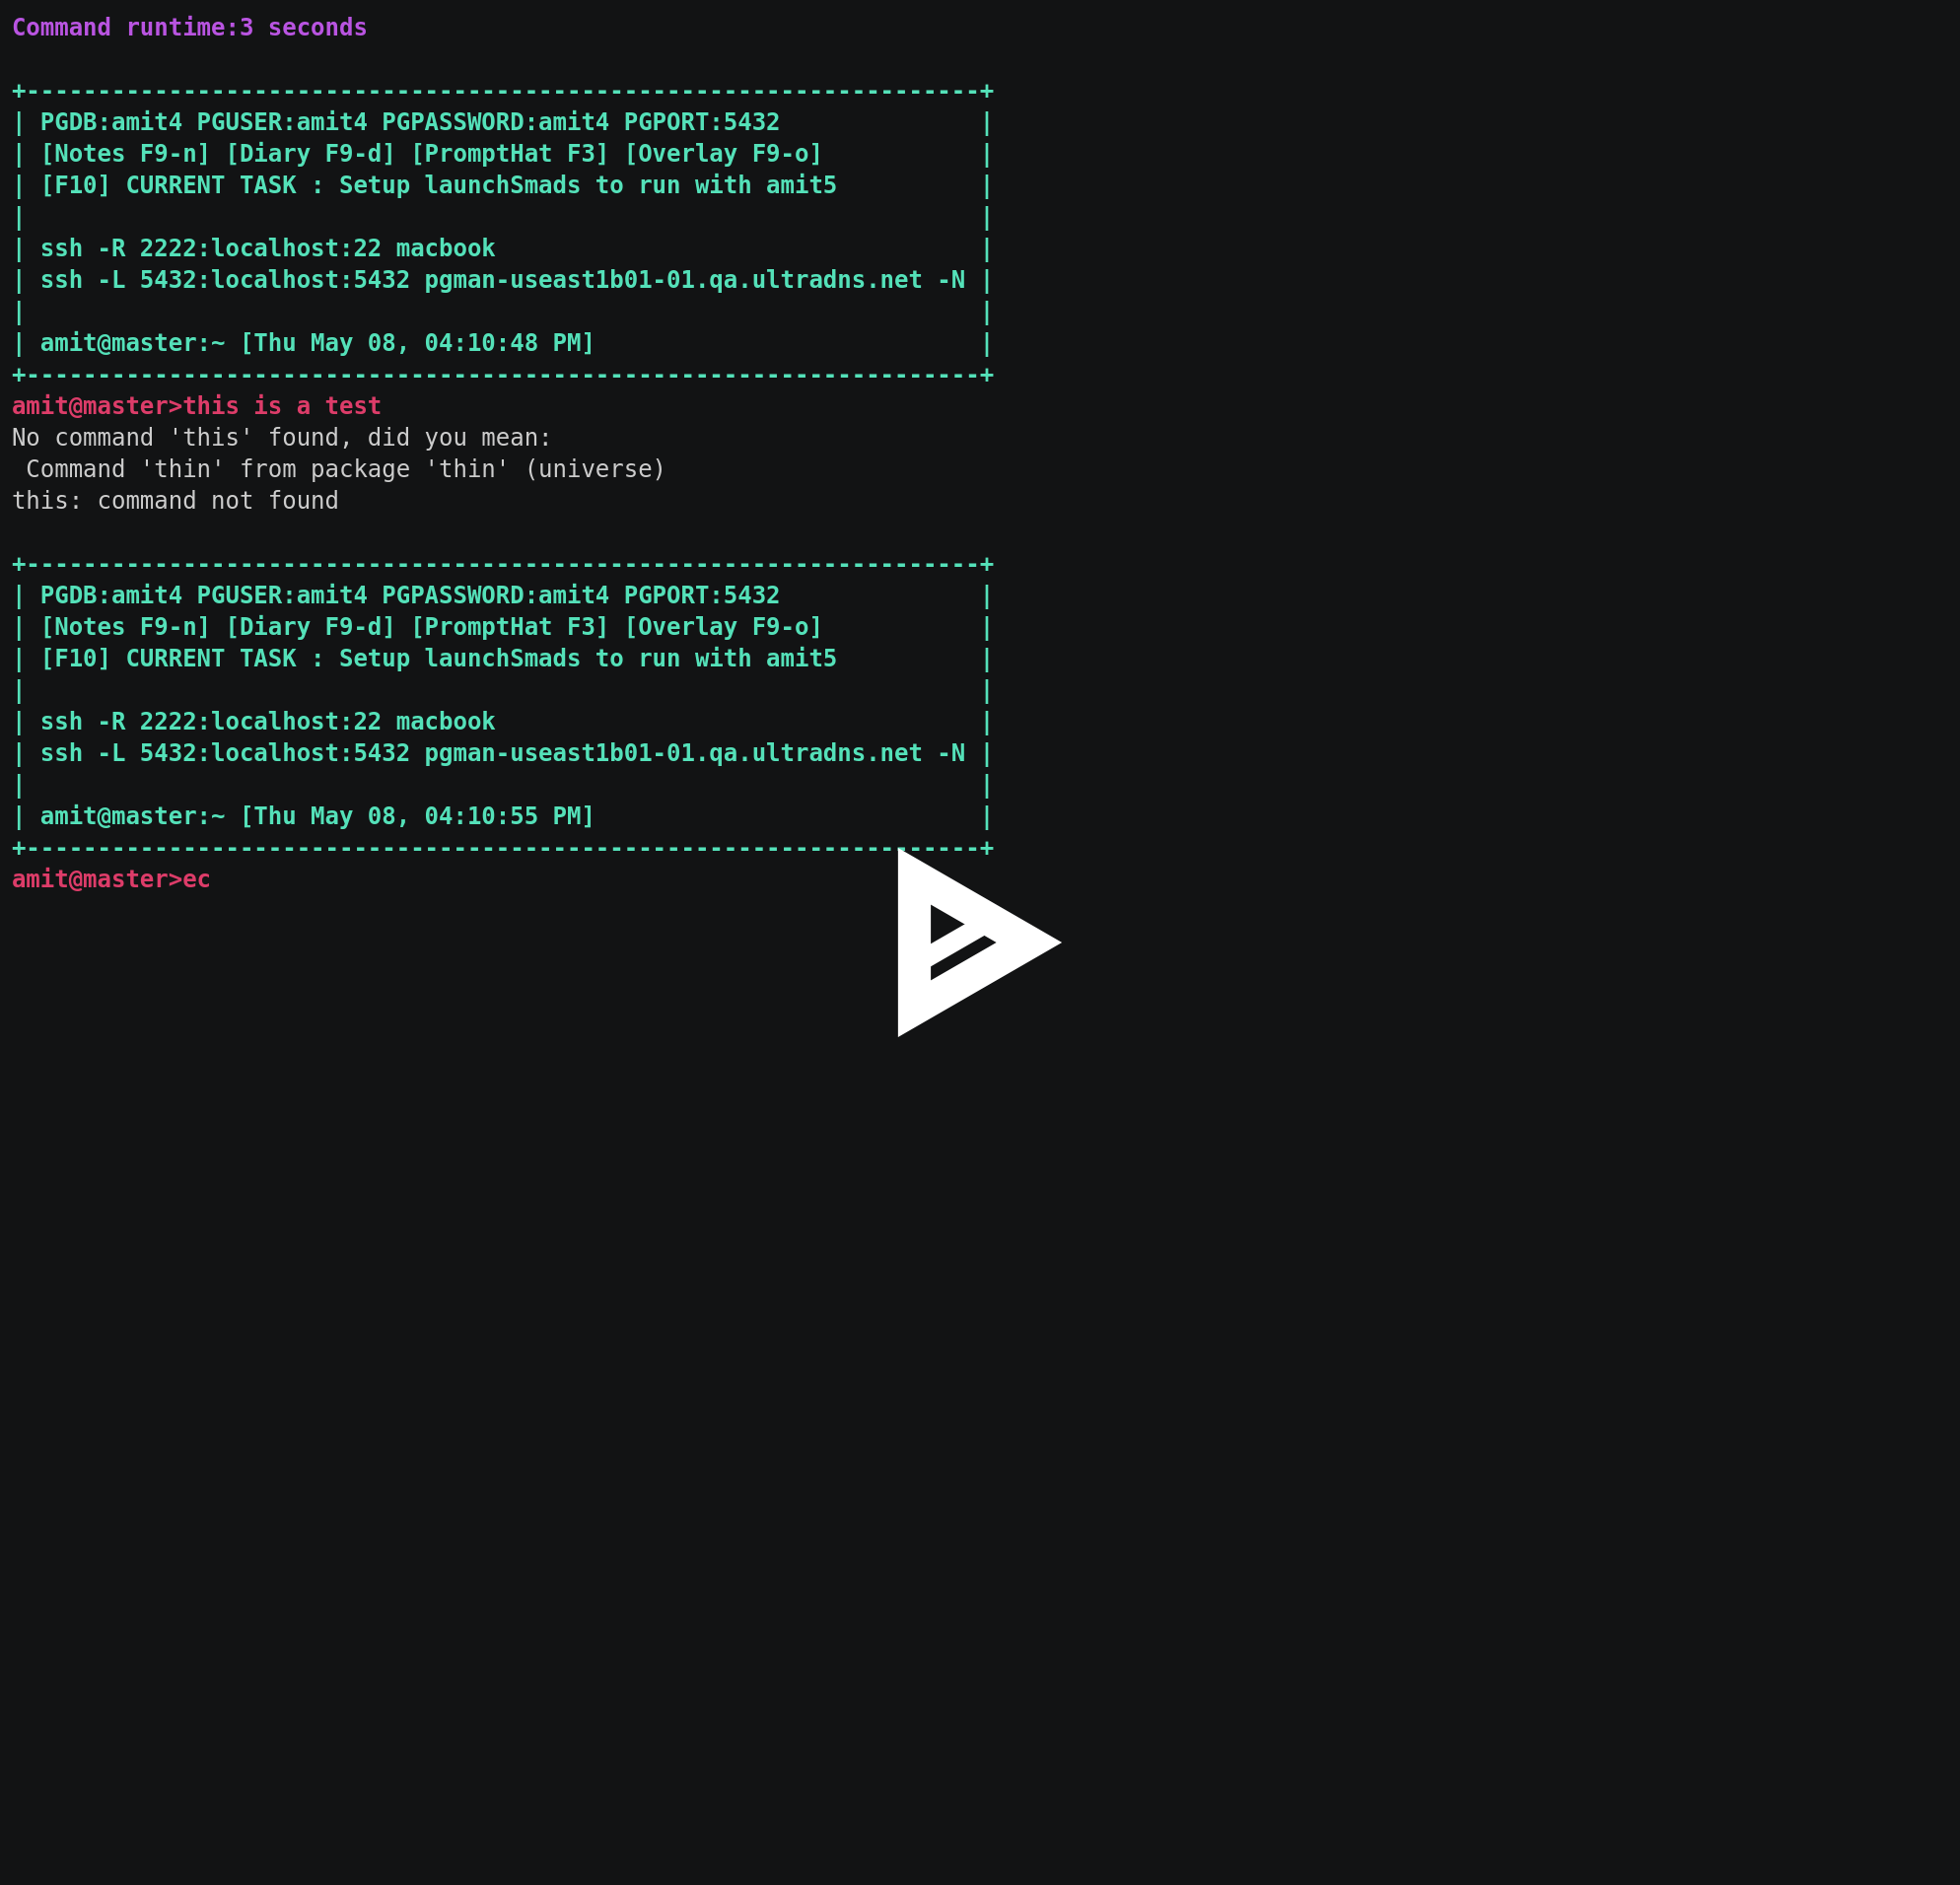 Command runtime:3 seconds
+-------------------------------------------------------------------+
| PGDB:amit4 PGUSER:amit4 PGPASSWORD:amit4 PGPORT:5432              |
| [Notes F9-n] [Diary F9-d] [PromptHat F3] [Overlay F9-o]           |
| [F10] CURRENT TASK : Setup launchSmads to run with amit5          |
|                                                                   |
| ssh -R 2222:localhost:22 macbook                                  |
| ssh -L 5432:localhost:5432 pgman-useast1b01-01.qa.ultradns.net -N |
|                                                                   |
| amit@master:~ [Thu May 08, 04:10:48 PM]                           |
+-------------------------------------------------------------------+
amit@master>this is a test
No command 'this' found, did you mean:
 Command 'thin' from package 'thin' (universe)
this: command not found
+-------------------------------------------------------------------+
| PGDB:amit4 PGUSER:amit4 PGPASSWORD:amit4 PGPORT:5432              |
| [Notes F9-n] [Diary F9-d] [PromptHat F3] [Overlay F9-o]           |
| [F10] CURRENT TASK : Setup launchSmads to run with amit5          |
|                                                                   |
| ssh -R 2222:localhost:22 macbook                                  |
| ssh -L 5432:localhost:5432 pgman-useast1b01-01.qa.ultradns.net -N |
|                                                                   |
| amit@master:~ [Thu May 08, 04:10:55 PM]                           |
+-------------------------------------------------------------------+
amit@master>ec